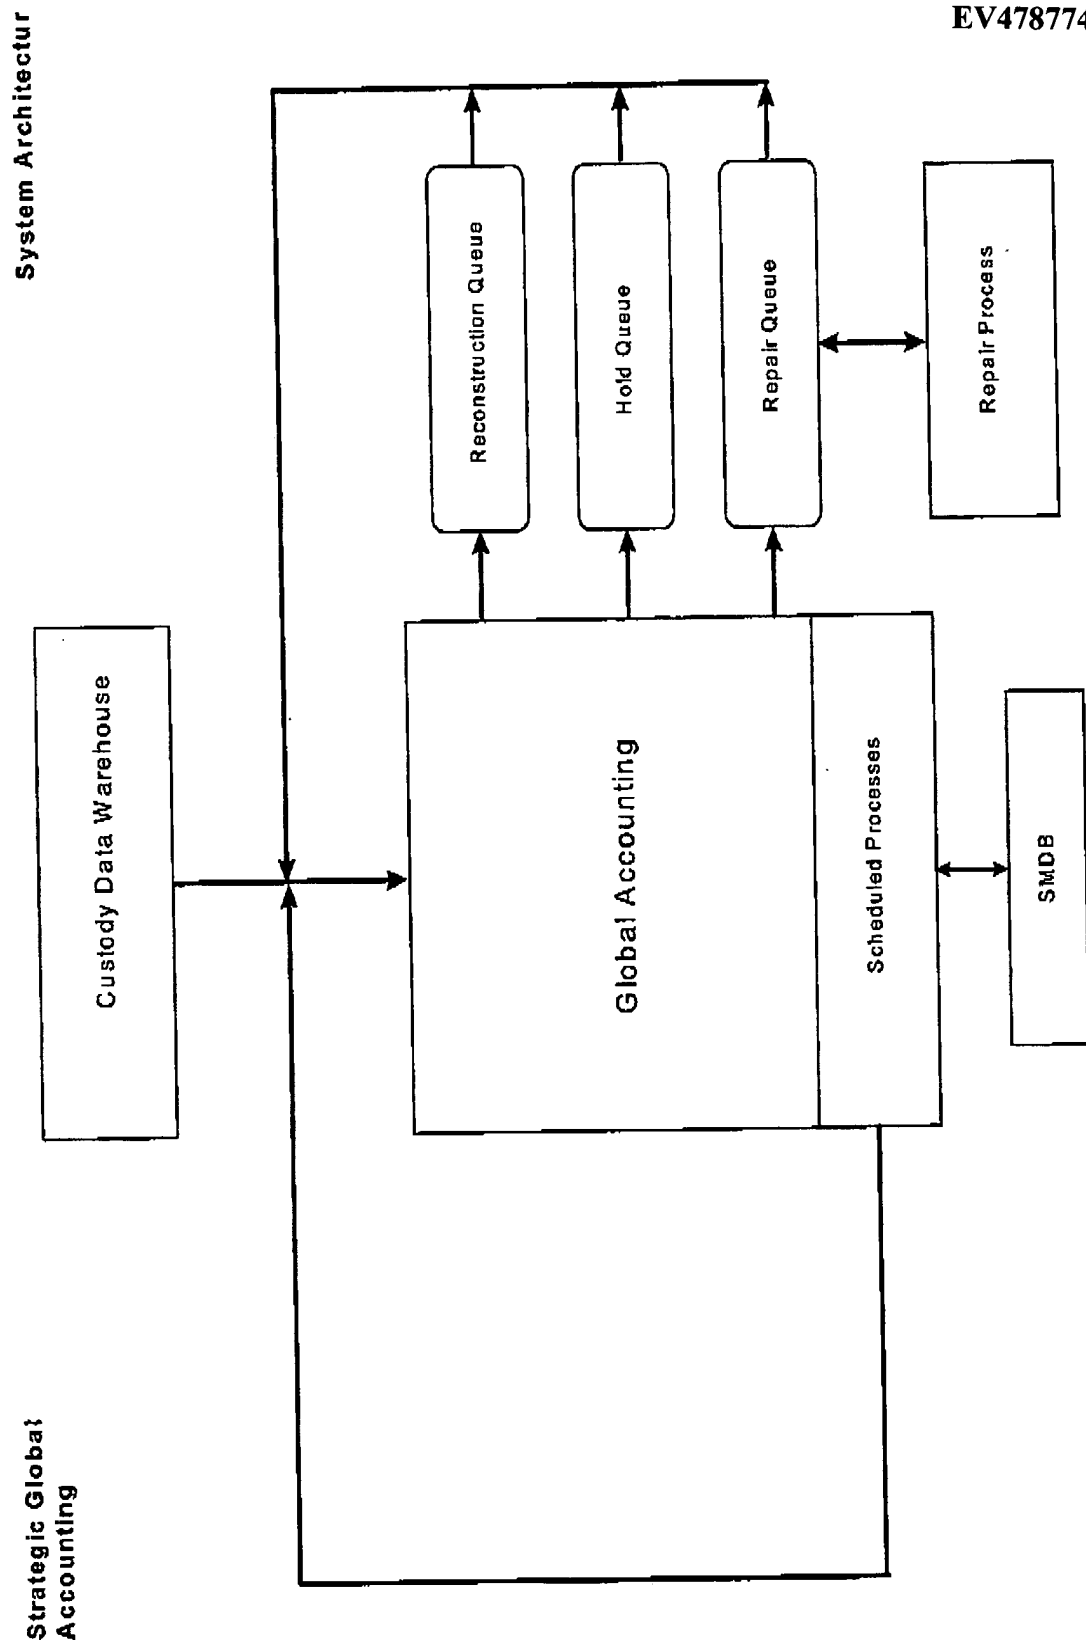 EV478774
Strategic Global
Accounting
System Architectur
Custody Data Warehouse
Global Accounting
Scheduled Processes
SMDB
Reconstruction Queue
Hold Queue
Repair Queue
Repair Process